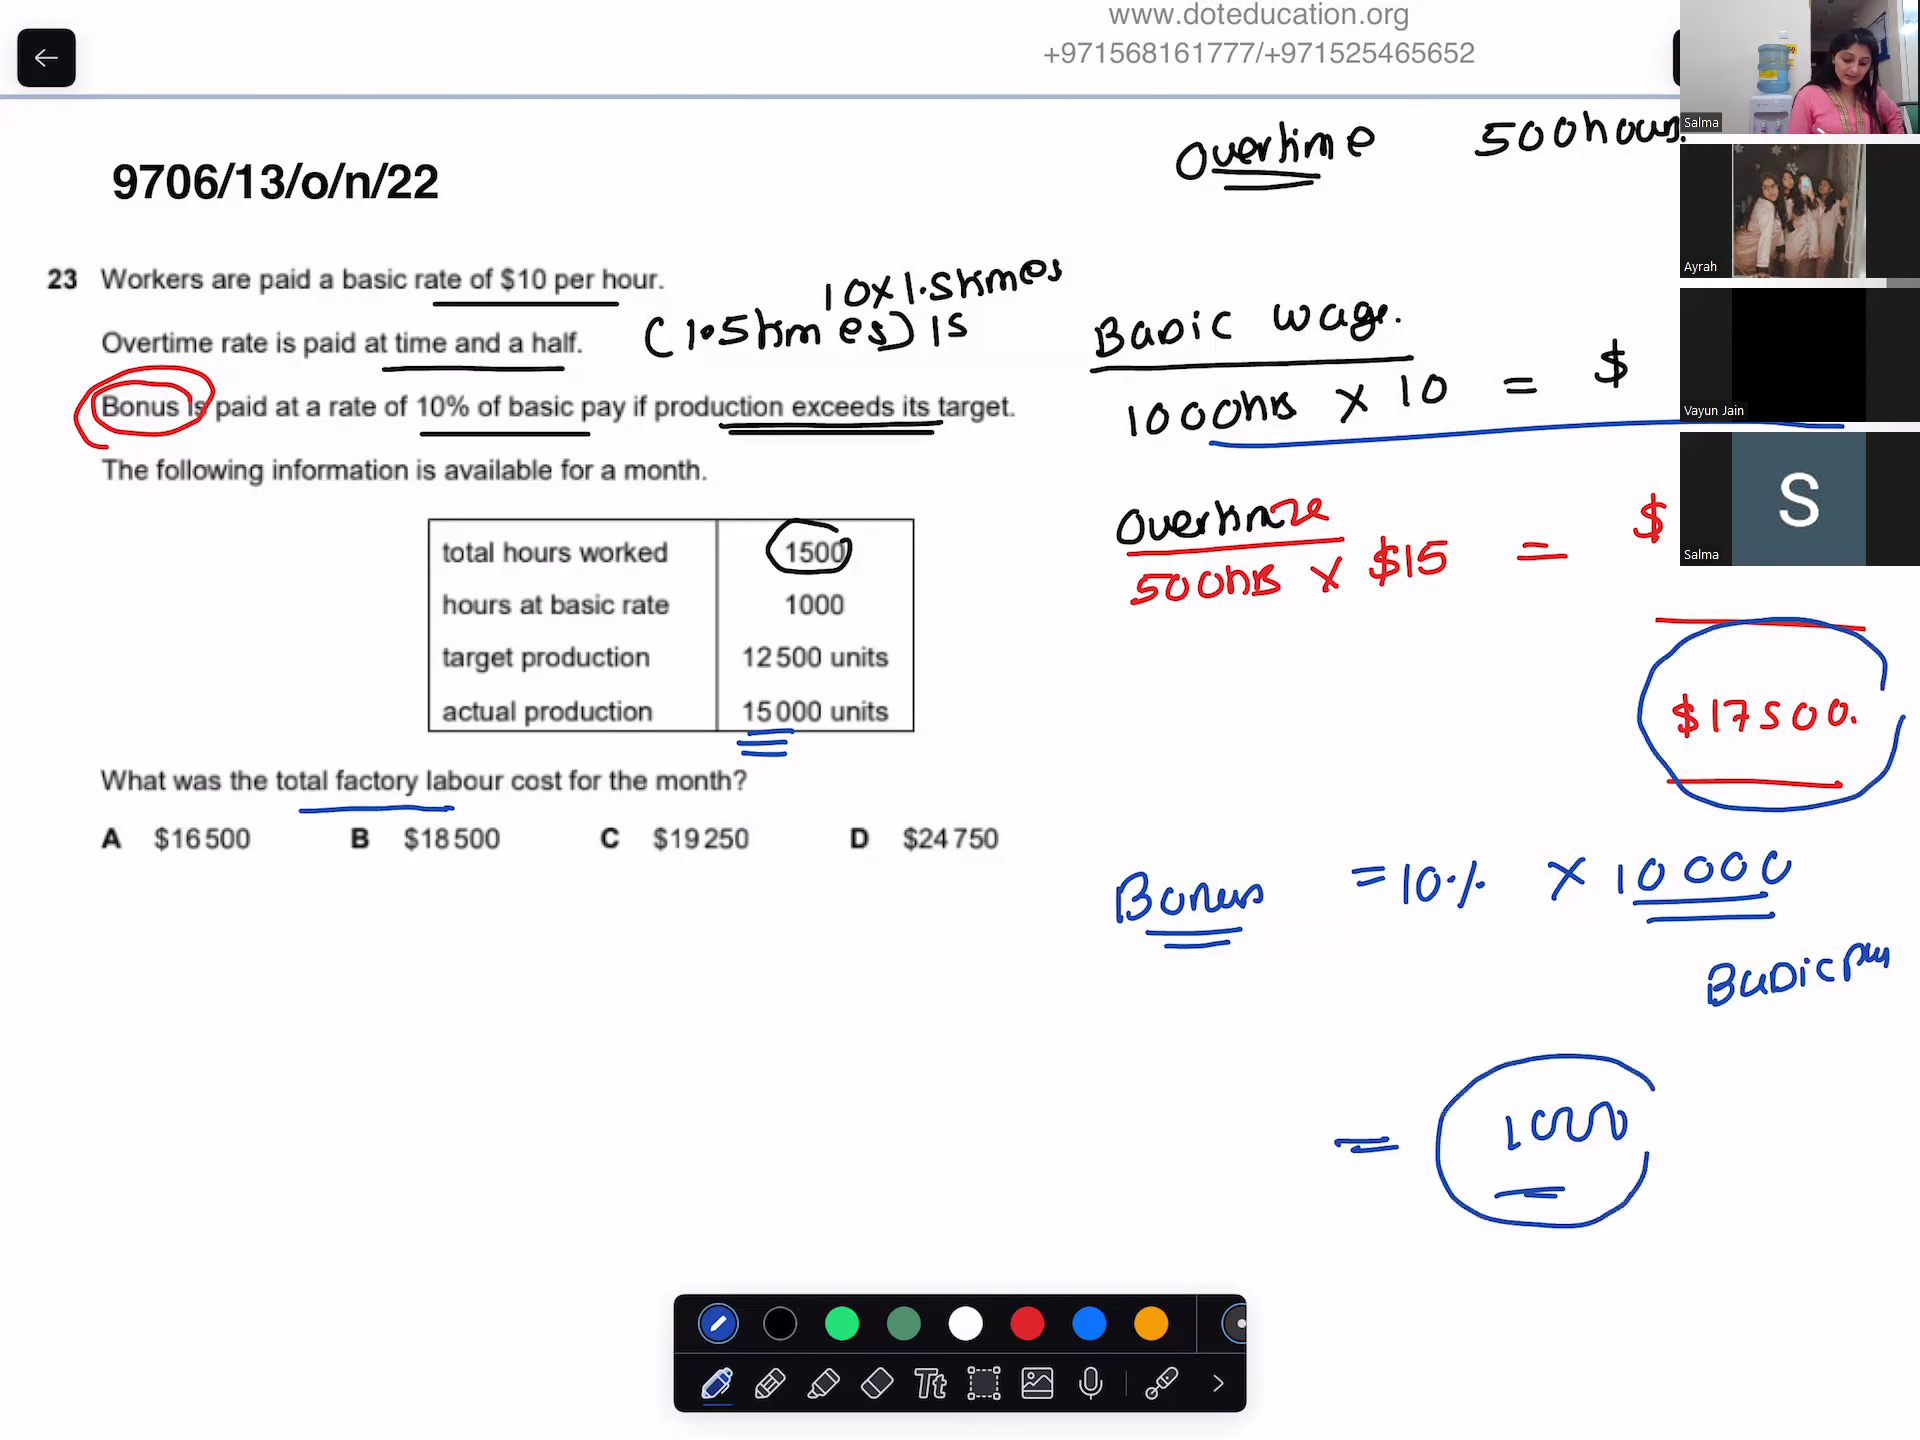 www.doteducation.org
+971568161777/+971525465652
Overtime 500hours.
9706/13/o/n/22
23 Workers are paid a basic rate of $10 per hour.
10x1.5times
Overtime rate is paid at time and a half.
(1.5times) 15
Bonus is paid at a rate of 10% of basic pay if production exceeds its target.
The following information is available for a month.
total hours worked 1500
hours at basic rate 1000
target production 12 500 units
actual production 15 000 units
What was the total factory labour cost for the month?
A $16 500 B $18 500 C $19 250 D $24 750
Basic wage.
1000hrs x 10 = $
Overtime
500hrs x $15 = $
$17500.
Bonus = 10% x 10 000
Basic pay
= 1000
Salma
Ayrah
Vayun Jain
S
Salma
Tt